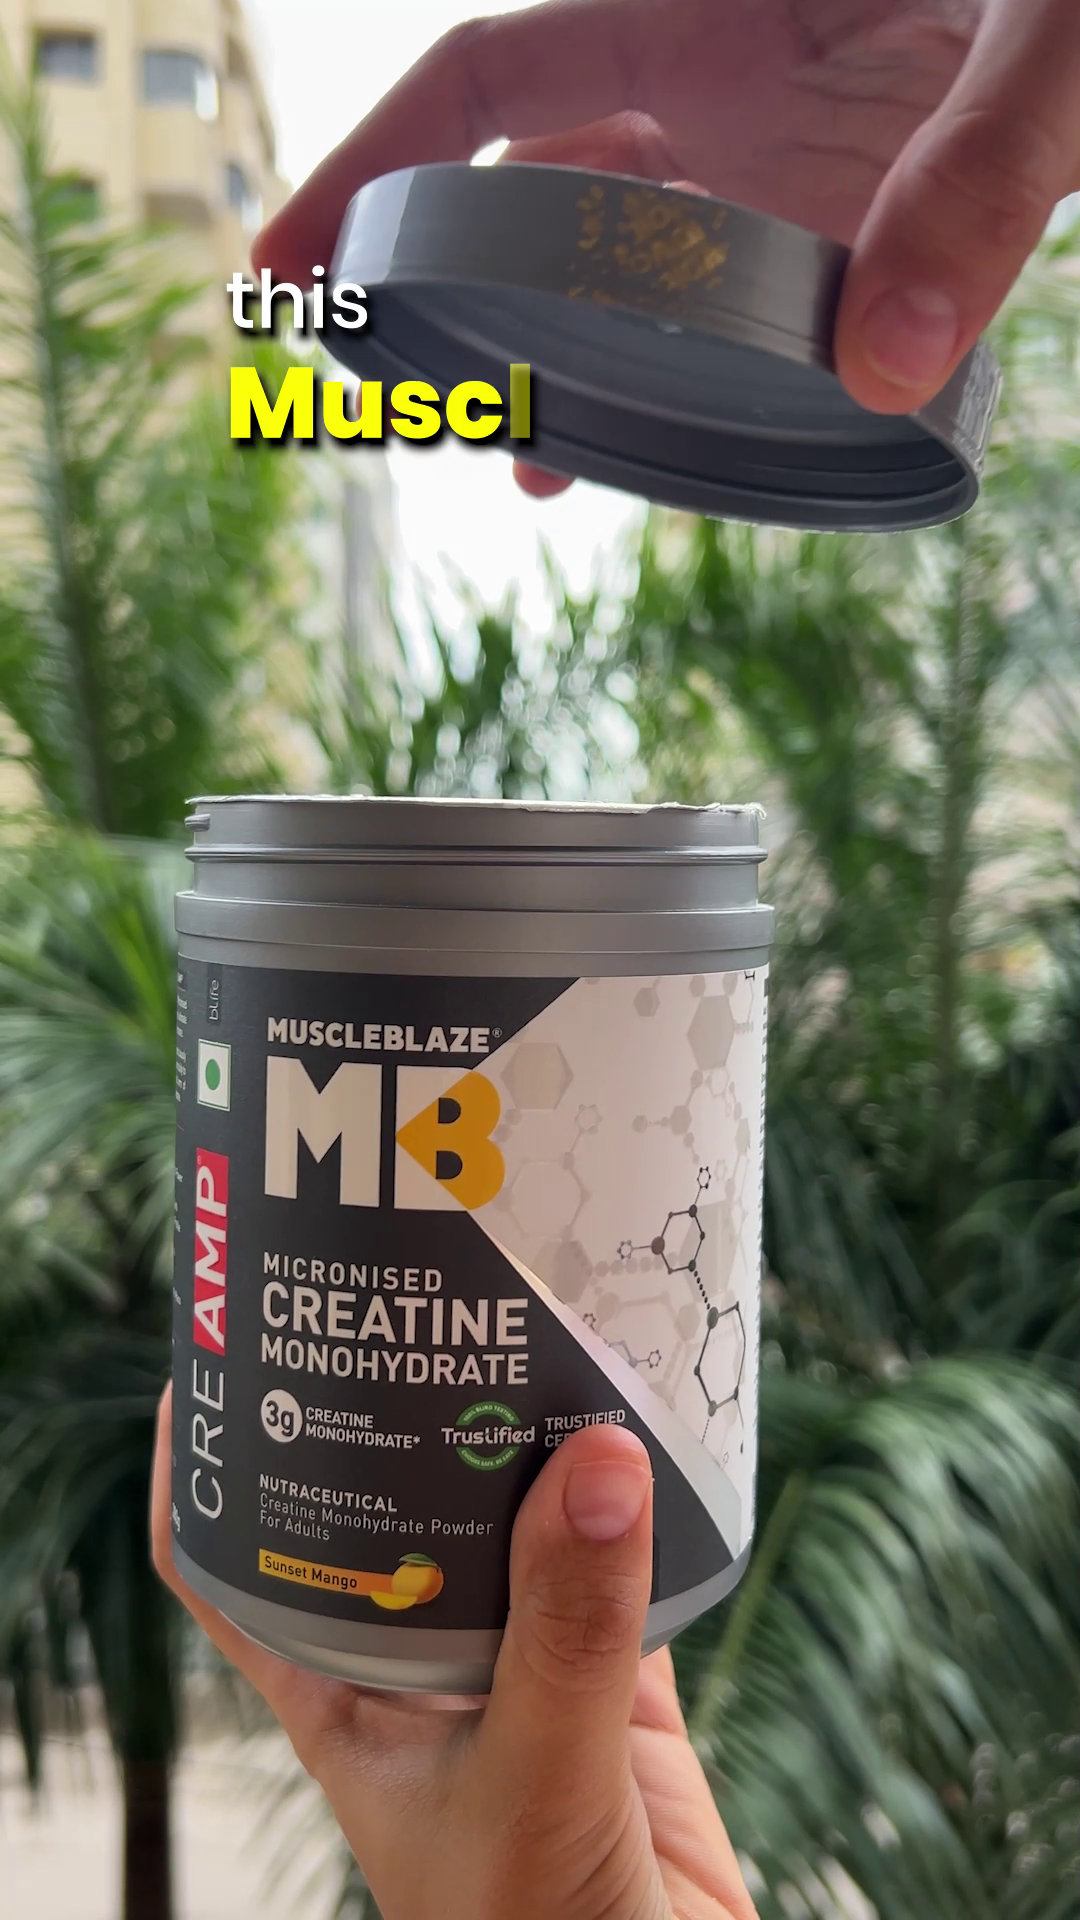 this
Muscl
bLife
MUSCLEBLAZE®
MB
CREAMP
MICRONISED
CREATINE
MONOHYDRATE
3g CREATINE
MONOHYDRATE*
Trustified
TRUSTIFIED
NUTRACEUTICAL
Creatine Monohydrate Powder
For Adults
Sunset Mango